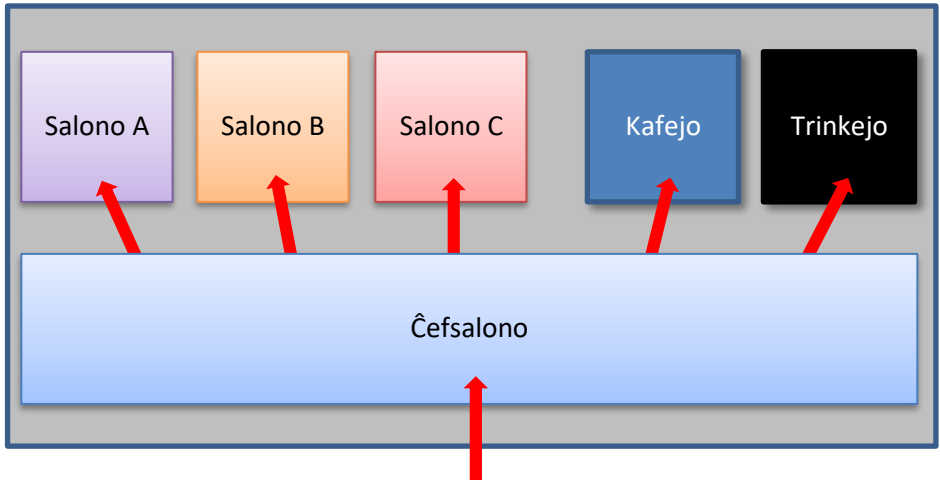 Salono A
Salono B
Salono C
Kafejo
Trinkejo
Ĉefsalono